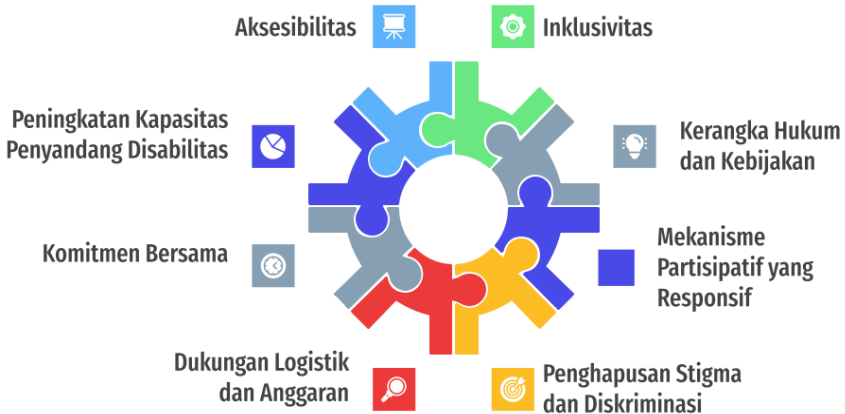 Aksesibilitas
Inklusivitas
Peningkatan Kapasitas
Penyandang Disabilitas
Kerangka Hukum
dan Kebijakan
Komitmen Bersama
Mekanisme
Partisipatif yang
Responsif
Dukungan Logistik
dan Anggaran
Penghapusan Stigma
dan Diskriminasi